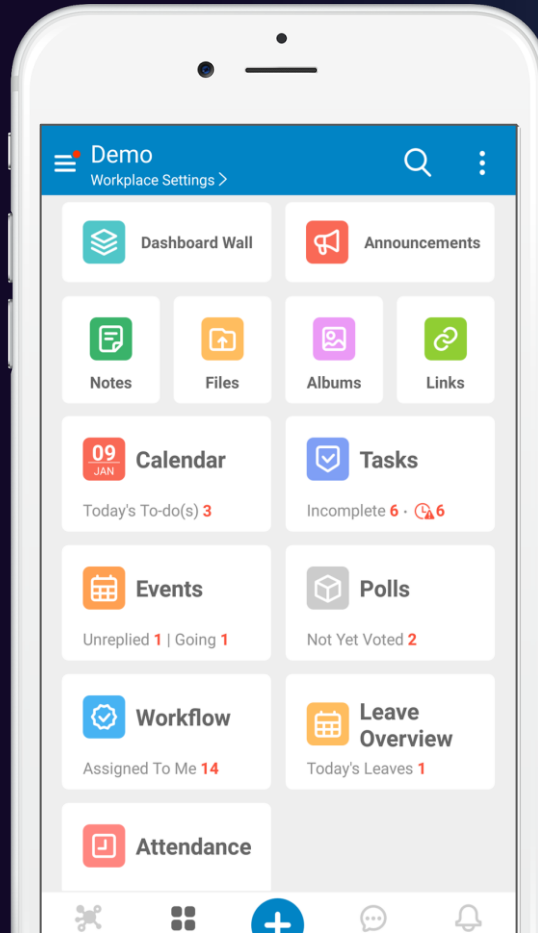 Demo
Workplace Settings >
Dashboard Wall
Announcements
Notes
Files
Albums
Links
09
JAN
Calendar
Today's To-do(s) 3
Tasks
Incomplete 6 · 6
Events
Unreplied 1 | Going 1
Polls
Not Yet Voted 2
Workflow
Assigned To Me 14
Leave
Overview
Today's Leaves 1
Attendance